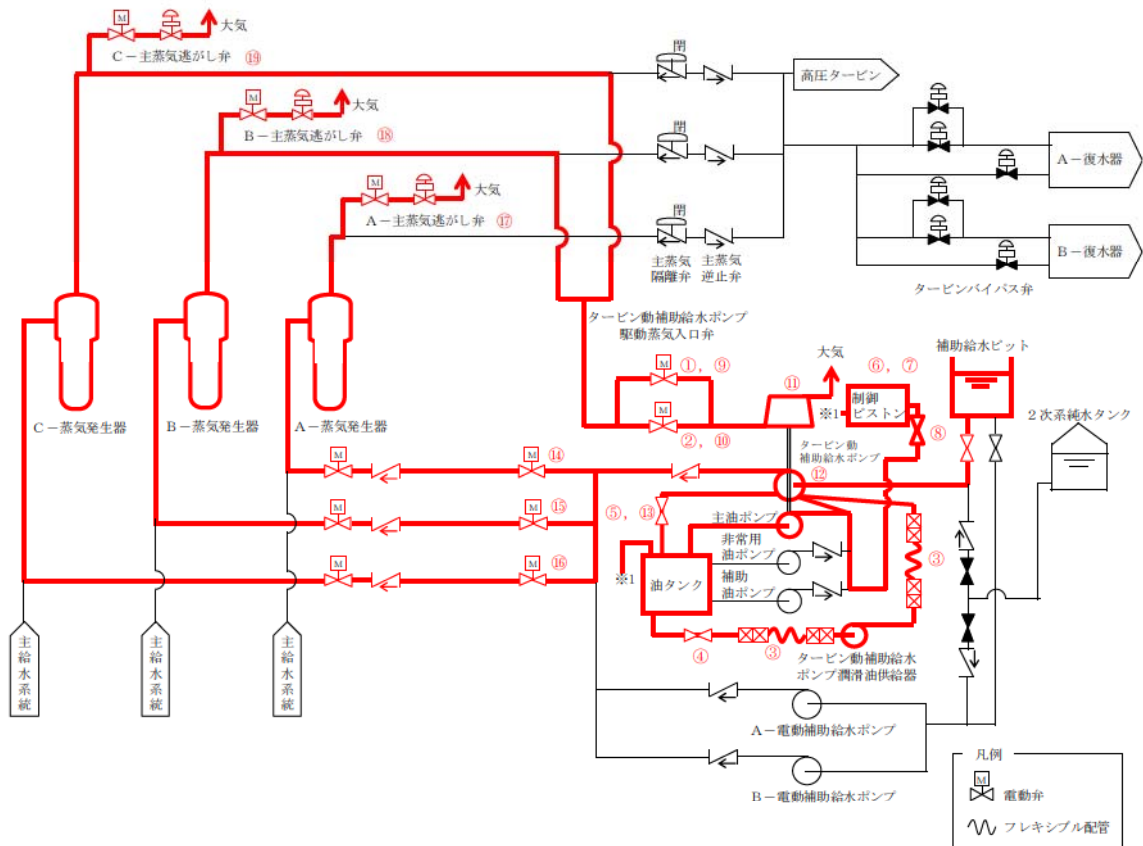 M
大気
C－主蒸気逃がし弁 ⑲
閉
高圧タービン
M
大気
B－主蒸気逃がし弁 ⑱
閉
A－復水器
M
大気
A－主蒸気逃がし弁 ⑰
閉
主蒸気
隔離弁
主蒸気
逆止弁
B－復水器
タービンバイパス弁
タービン動補助給水ポンプ
駆動蒸気入口弁
M
①，⑨
M
②，⑩
⑪
大気
⑥，⑦
制御
ピストン
※1
⑧
補助給水ピット
2次系純水タンク
C－蒸気発生器
B－蒸気発生器
A－蒸気発生器
タービン動
補助給水ポンプ
⑫
M
M
⑭
M
M
⑮
M
M
⑯
⑤，⑬
主油ポンプ
非常用
油ポンプ
補助
油ポンプ
※1
油タンク
③
④
③
タービン動補助給水
ポンプ潤滑油供給器
主給水系統
主給水系統
主給水系統
A－電動補助給水ポンプ
B－電動補助給水ポンプ
凡例
M
電動弁
フレキシブル配管